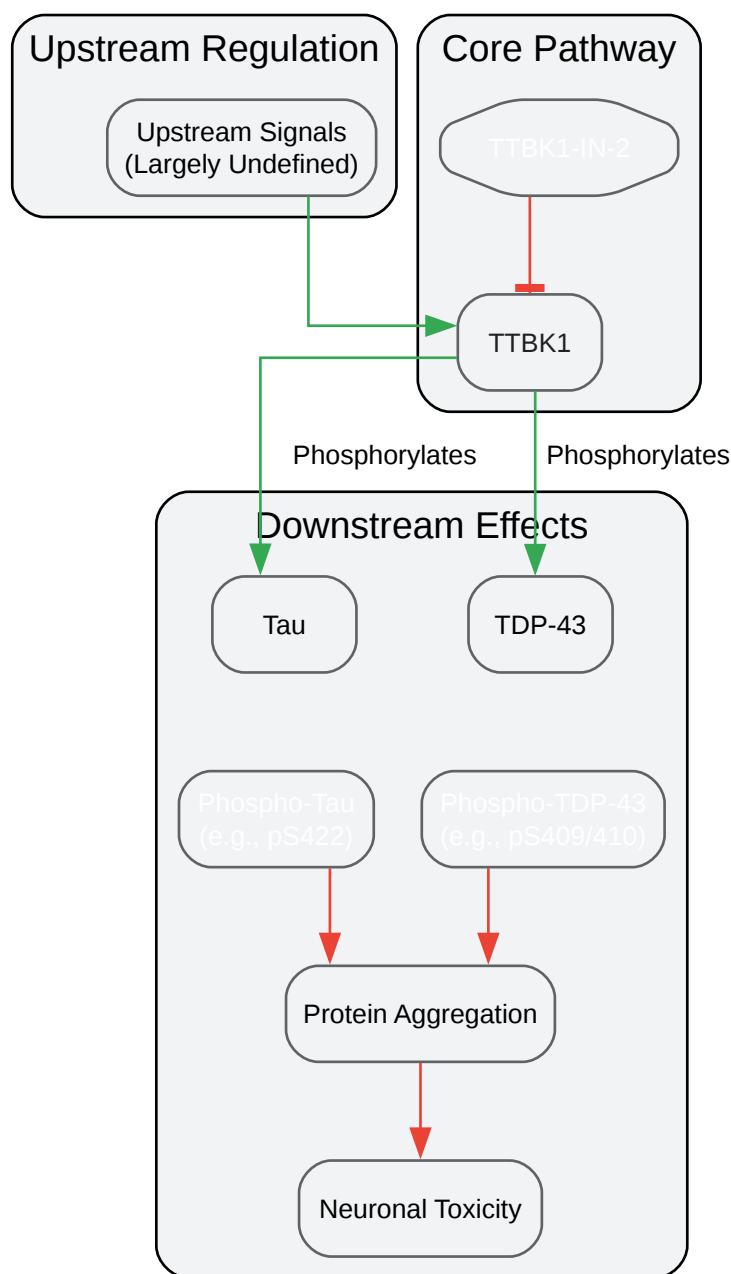 Upstream Regulation
Core Pathway
Upstream Signals
(Largely Undefined)
TTBK1-IN-2
TTBK1
Phosphorylates
Phosphorylates
Downstream Effects
Tau
TDP-43
Phospho-Tau
(e.g., pS422)
Phospho-TDP-43
(e.g., pS409/410)
Protein Aggregation
Neuronal Toxicity